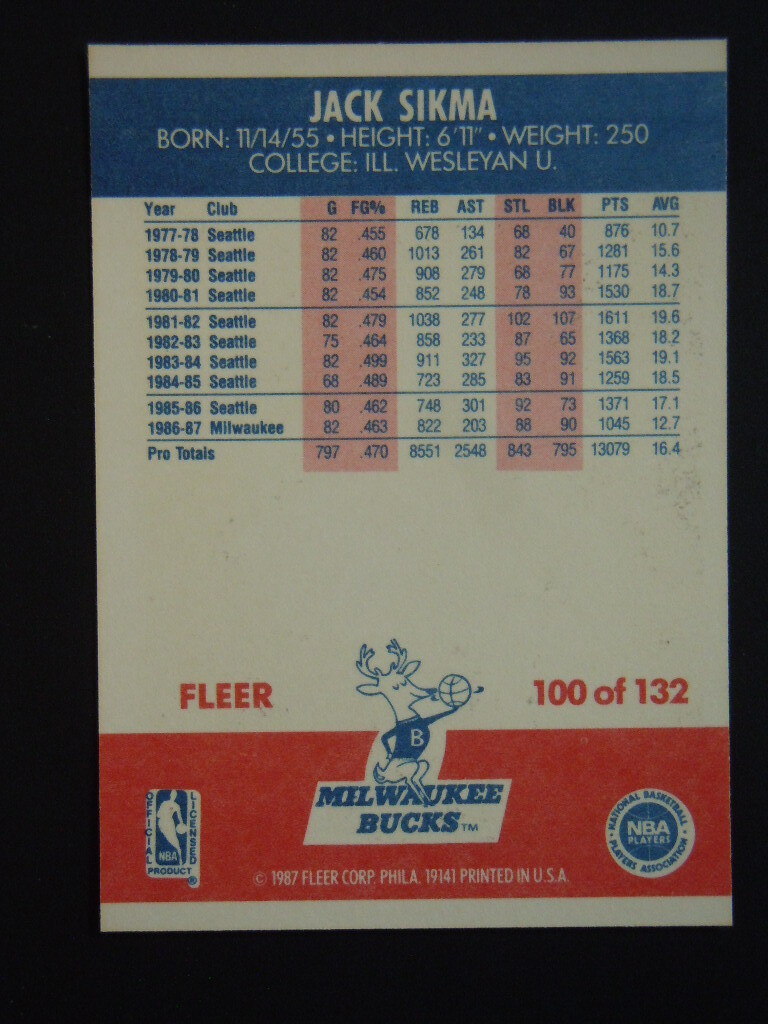 JACK SIKMA
BORN: 11/14/55 • HEIGHT: 6'11" • WEIGHT: 250
COLLEGE: ILL. WESLEYAN U.
Year Club G FG% REB AST STL BLK PTS AVG
1977-78 Seattle 82 .455 678 134 68 40 876 10.7
1978-79 Seattle 82 .460 1013 261 82 67 1281 15.6
1979-80 Seattle 82 .475 908 279 68 77 1175 14.3
1980-81 Seattle 82 .454 852 248 78 93 1530 18.7
1981-82 Seattle 82 .479 1038 277 102 107 1611 19.6
1982-83 Seattle 75 .464 858 233 87 65 1368 18.2
1983-84 Seattle 82 .499 911 327 95 92 1563 19.1
1984-85 Seattle 68 .489 723 285 83 91 1259 18.5
1985-86 Seattle 80 .462 748 301 92 73 1371 17.1
1986-87 Milwaukee 82 .463 822 203 88 90 1045 12.7
Pro Totals 797 .470 8551 2548 843 795 13079 16.4
FLEER
100 of 132
B
MILWAUKEE
BUCKS™
OFFICIAL
LICENSED
NBA
PRODUCT
®
NATIONAL BASKETBALL
NBA
PLAYERS
PLAYERS ASSOCIATION
© 1987 FLEER CORP. PHILA. 19141 PRINTED IN U.S.A.